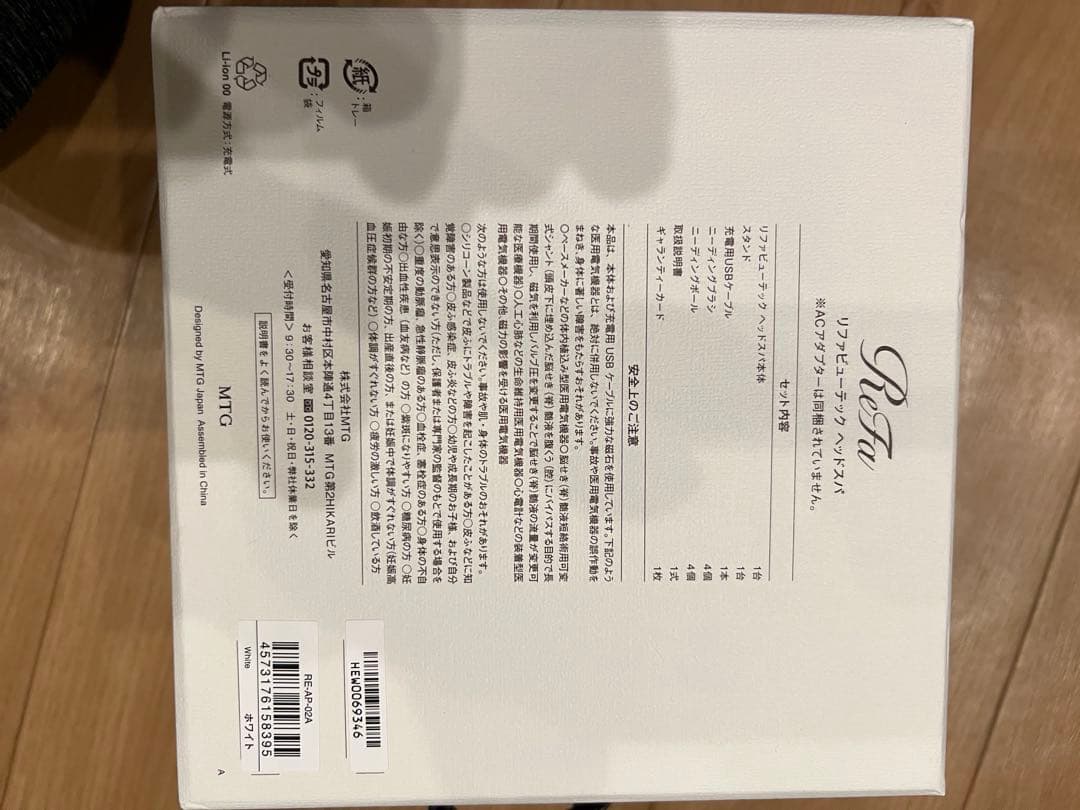 ReFa
リファビューテック ヘッドスパ
※ACアダプターは同梱されていません。
セット内容
リファビューテック ヘッドスパ本体 1台
スタンド 1台
充電用USBケーブル 1本
ニーディングブラシ 4個
ニーディングボール 4個
取扱説明書 1式
ギャランティーカード 1枚
安全上のご注意
本品は、本体および充電用 USB ケーブルに強力な磁石を使用しています。下記のよう
な医用電気機器とは、絶対に併用しないでください。事故や医用電気機器の誤作動を
まねき、身体に著しい障害をもたらすおそれがあります。
○ペースメーカーなどの体内植込み型医用電気機器○脳せき(脊)髄液短絡術用可変
式シャント(頭皮下に埋め込んだ脳せき(脊)髄液を腹くう(腔)にバイパスする目的で長
期間使用し、磁気を利用しバルブ圧を変更することで脳せき(脊)髄液の流量が変更可
能な医療機器)○人工心肺などの生命維持用医用電気機器○心電計などの装着型医
用電気機器○その他、磁力の影響を受ける医用電気機器
次のような方は使用しないでください。事故や肌・身体のトラブルのおそれがあります。
○シリコーン製品などで皮ふにトラブルや障害を起こしたことがある方○皮ふなどに知
覚障害のある方○皮ふ感染症、皮ふ炎などの方○幼児や成長期のお子様、および自分
で意思表示のできない方(ただし、保護者または専門家の監督のもとで使用する場合を
除く)○重度の動脈瘤、急性静脈瘤のある方○血栓症、塞栓症のある方○身体の不自
由な方○出血性疾患(血友病など)の方○紫斑になりやすい方○糖尿病の方○妊
娠初期の不安定期の方、出産直後の方、または妊娠中で体調がすぐれない方(妊娠高
血圧症候群の方など)○体調がすぐれない方○疲労の激しい方○飲酒している方
株式会社MTG
愛知県名古屋市中村区本陣通4丁目13番 MTG第2HIKARIビル
お客様相談室 0120-315-332
<受付時間> 9:30~17:30 土・日・祝日・弊社休業日を除く
説明書をよく読んでからお使いください。
MTG
Designed by MTG Japan Assembled in China
紙 : 箱
トレー
プラ : フィルム
袋
Li-ion 00 電源方式:充電式
HEW0069346
RE-AP-02A
4573176158395
White ホワイト
A